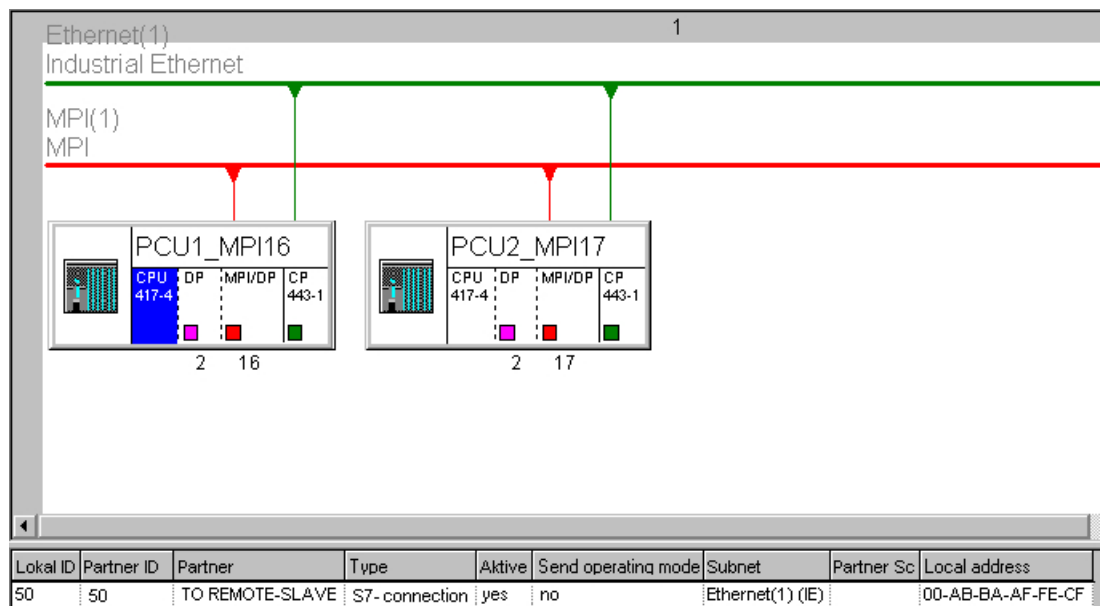 1
Ethernet(1)
Industrial Ethernet
MPI(1)
MPI
PCU1_MPI16
CPU 417-4
DP
MPI/DP
CP 443-1
2 16
PCU2_MPI17
CPU 417-4
DP
MPI/DP
CP 443-1
2 17
Lokal ID Partner ID Partner Type Aktive Send operating mode Subnet Partner Sc Local address
50 50 TO REMOTE-SLAVE S7- connection yes no Ethernet(1) (IE) 00-AB-BA-AF-FE-CF